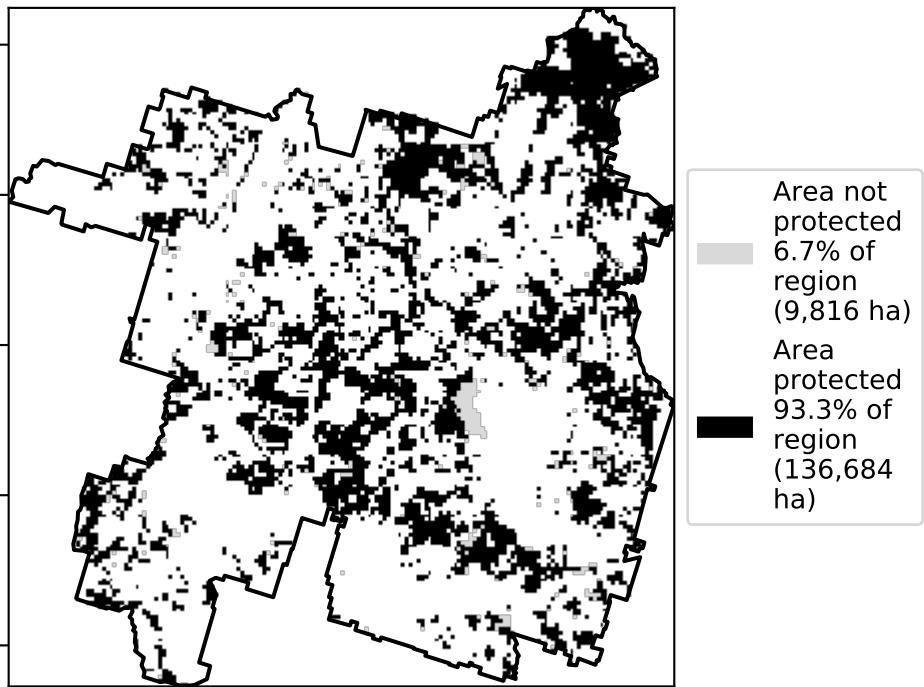 Area not
protected
6.7% of
region
(9,816 ha)
Area
protected
93.3% of
region
(136,684
ha)